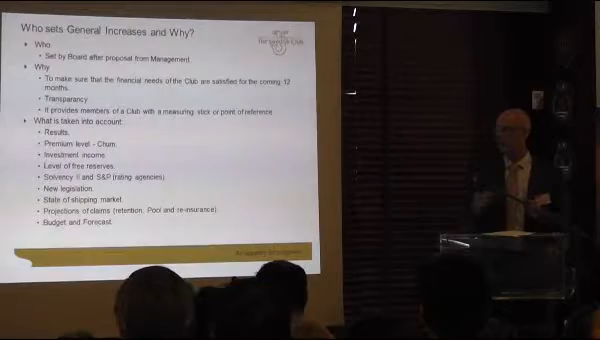 Who sets General Increases and Why?
Who
Set by Board after proposal from Management.
Why
To make sure that the financial needs of the Club are satisfied for the coming 12
months.
Transparency
It provides members of a Club with a measuring stick or point of reference
What is taken into account:
Results.
Premium level - Churn.
Investment income.
Level of free reserves.
Solvency II and S&P (rating agencies)
New legislation.
State of shipping market.
Projections of claims (retention, Pool and re-insurance)
Budget and Forecast.